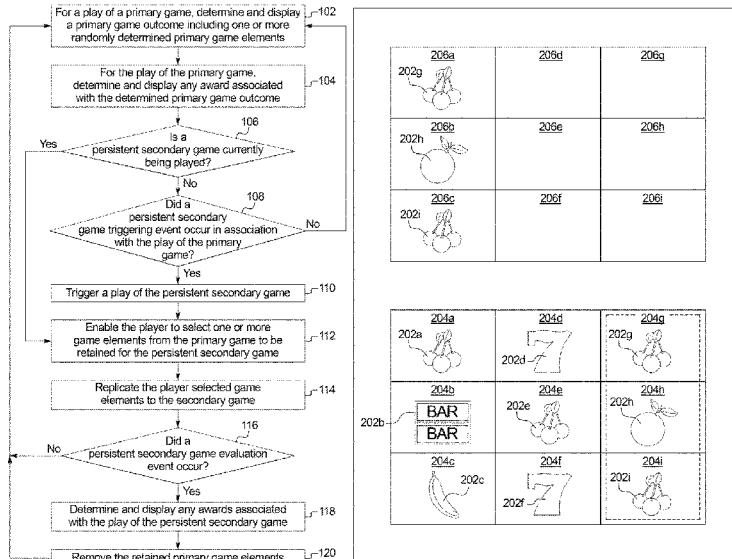 For a play of a primary game, determine and display
a primary game outcome including one or more
randomly determined primary game elements
102
For the play of the primary game,
determine and display any award associated
with the determined primary game outcome
104
Is a
persistent secondary game currently
being played?
106
Yes
No
Did a
persistent secondary
game triggering event occur in association
with the play of the primary
game?
108
No
Yes
Trigger a play of the persistent secondary game
110
Enable the player to select one or more
game elements from the primary game to be
retained for the persistent secondary game
112
Replicate the player selected game
elements to the secondary game
114
Did a
persistent secondary game evaluation
event occur?
116
No
Yes
Determine and display any awards associated
with the play of the persistent secondary game
118
Remove the retained primary game elements
120
206a 206d 206g
202g
206b 206e 206h
202h
206c 206f 206i
202i
204a 204d 204g
202a 202d 7 202g
204b 204e 204h
202b BAR 202e 202h
BAR
204c 204f 204i
202c 202f 7 202i